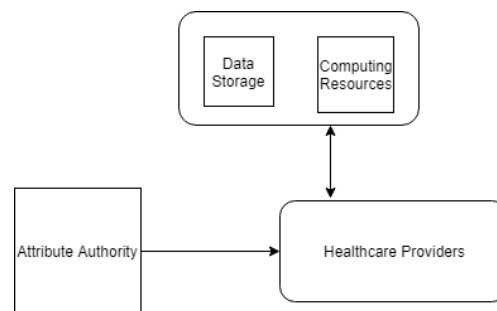 Data
Storage
Computing
Resources
Attribute Authority
Healthcare Providers